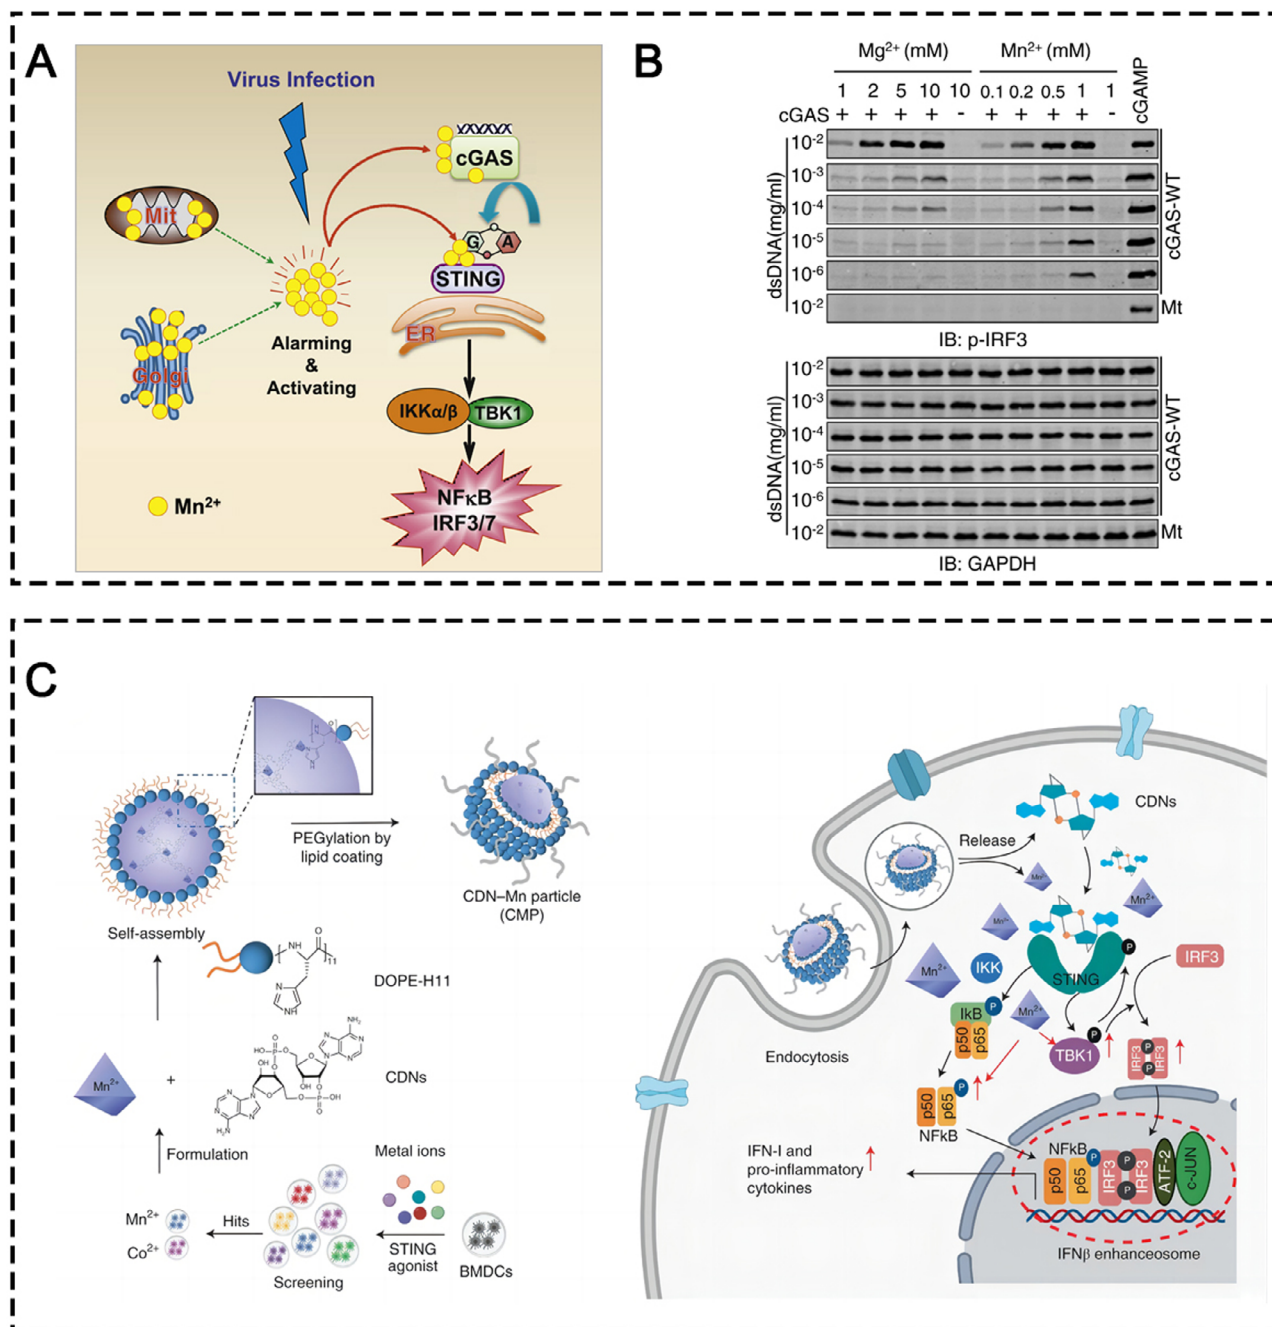 A
Virus Infection
cGAS
Mit
G
A
STING
ER
Alarming
&
Activating
Golgi
IKKα/β
TBK1
NFκB
IRF3/7
Mn²⁺
B
Mg²⁺ (mM)
Mn²⁺ (mM)
cGAMP
1 2 5 10 10 0.1 0.2 0.5 1 1
cGAS + + + + - + + + + -
dsDNA(mg/ml)
10⁻²
10⁻³
10⁻⁴
10⁻⁵
10⁻⁶
10⁻²
cGAS-WT
Mt
IB: p-IRF3
dsDNA(mg/ml)
10⁻²
10⁻³
10⁻⁴
10⁻⁵
10⁻⁶
10⁻²
cGAS-WT
Mt
IB: GAPDH
C
PEGylation by
lipid coating
CDN–Mn particle
(CMP)
Self-assembly
NH
O
11
N
NH
DOPE-H11
Mn²⁺
+
CDNs
Formulation
Metal ions
Mn²⁺
Co²⁺
Hits
Screening
STING
agonist
BMDCs
CDNs
Release
Mn²⁺
Mn²⁺
Mn²⁺
Mn²⁺
IKK
STING
P
IRF3
IkB
P
p50
p65
Mn²⁺
P
TBK1
IRF3
P
P
IRF3
Endocytosis
p50
p65
P
NFkB
IFN-I and
pro-inflammatory
cytokines
NFkB
p50
p65
P
IRF3
P
P
IRF3
ATF-2
c-JUN
IFNβ enhanceosome